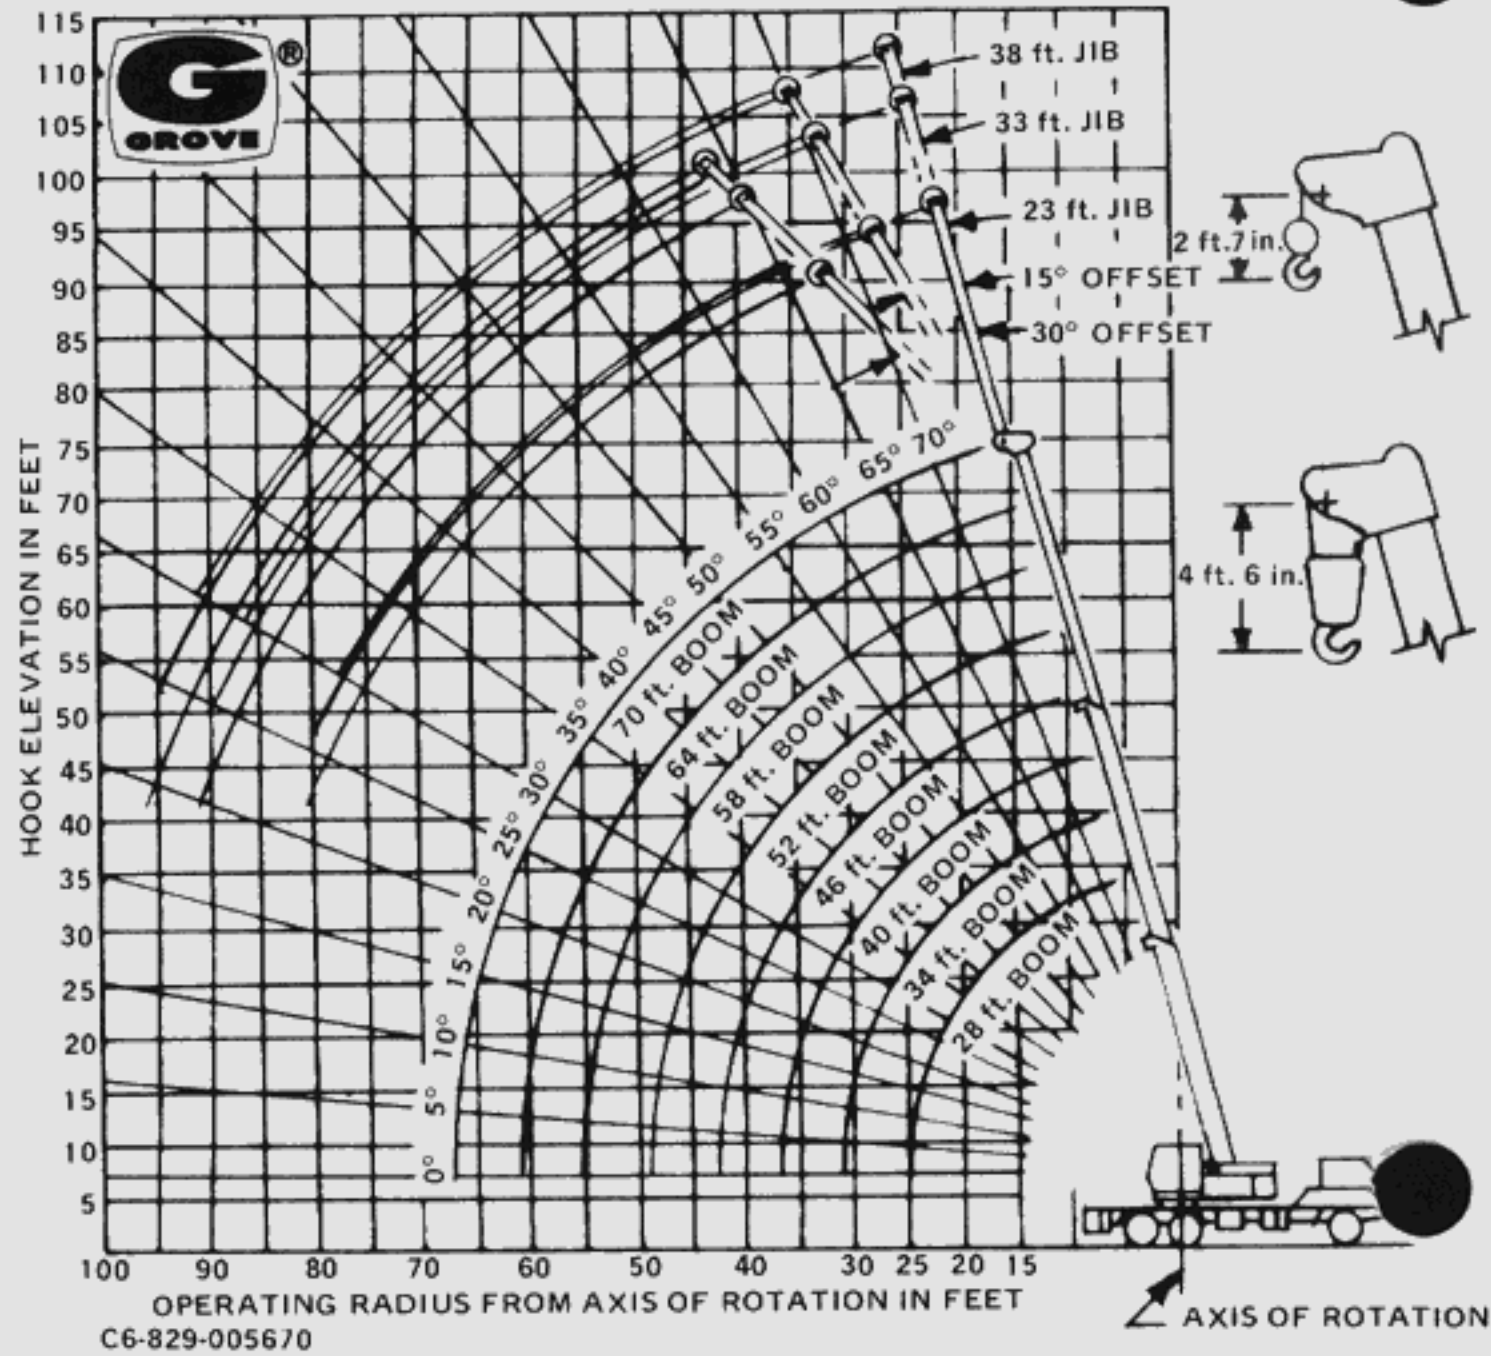 115
110
105
100
95
90
85
80
75
70
65
60
55
50
45
40
35
30
25
20
15
10
5
HOOK ELEVATION IN FEET
G ®
GROVE
38 ft. JIB
33 ft. JIB
23 ft. JIB
15° OFFSET
30° OFFSET
2 ft.7 in.
4 ft. 6 in.
70°
65°
60°
55°
50°
45°
40°
35°
30°
25°
20°
15°
10°
5°
0°
70 ft. BOOM
64 ft. BOOM
58 ft. BOOM
52 ft. BOOM
46 ft. BOOM
40 ft. BOOM
34 ft. BOOM
28 ft. BOOM
100 90 80 70 60 50 40 30 25 20 15
OPERATING RADIUS FROM AXIS OF ROTATION IN FEET
AXIS OF ROTATION
C6-829-005670